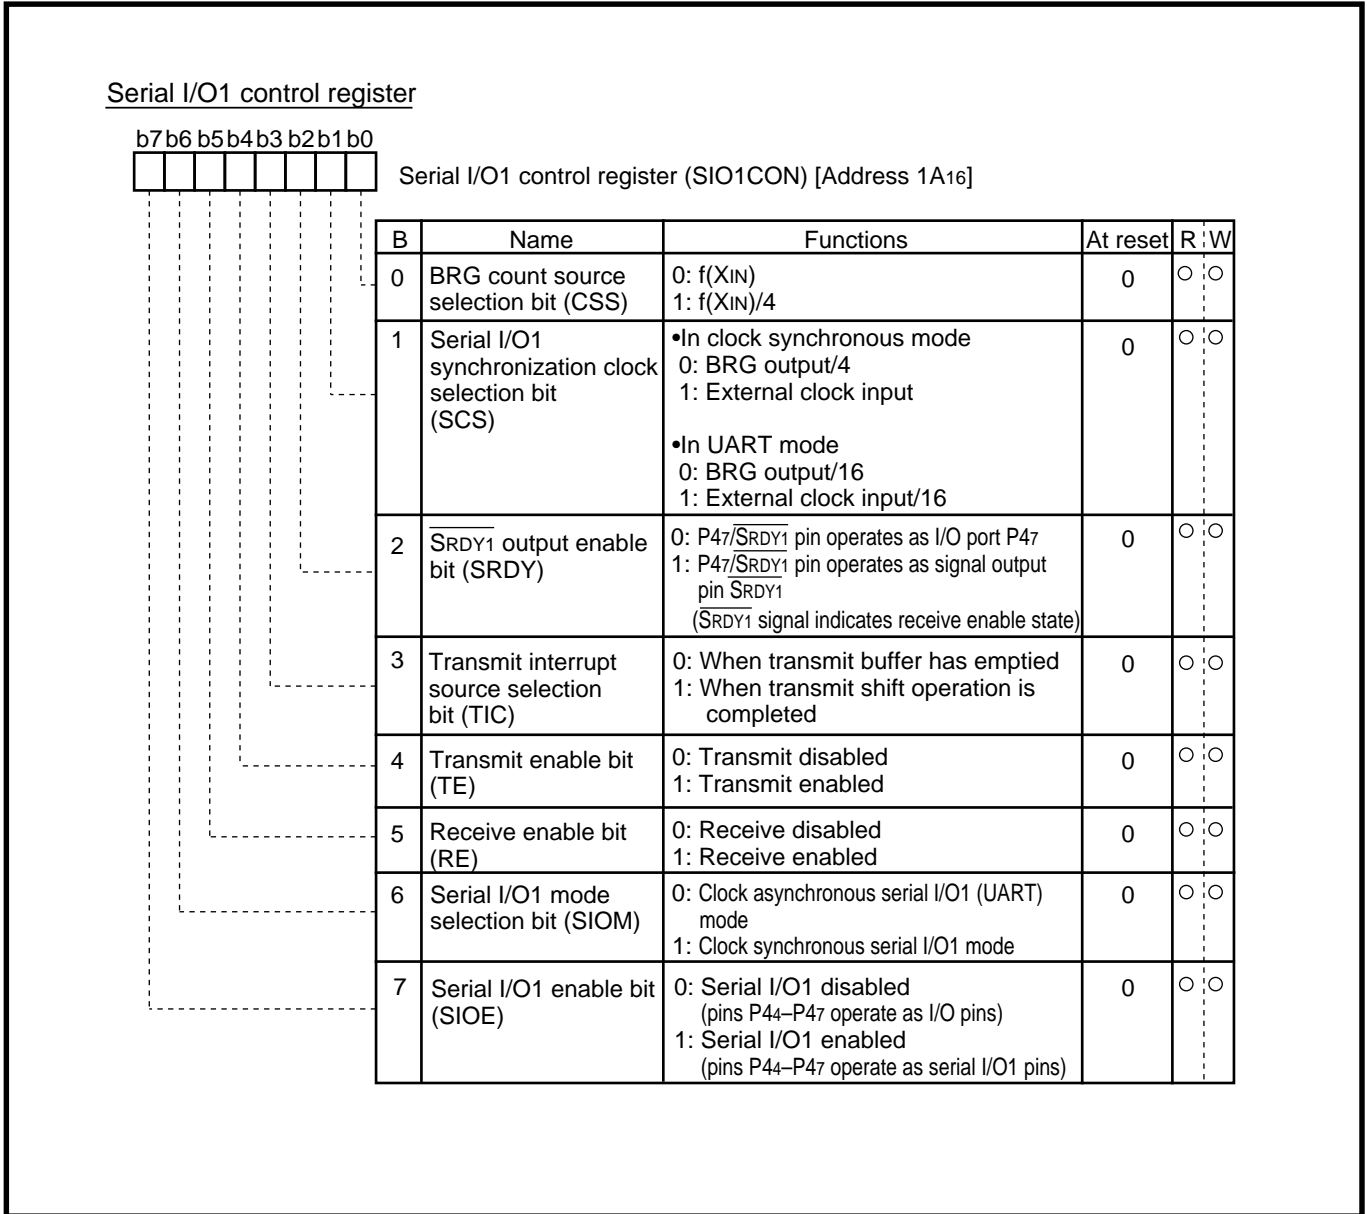 Serial I/O1 control register
b7 b6 b5 b4 b3 b2 b1 b0
Serial I/O1 control register (SIO1CON) [Address 1A16]
B Name Functions At reset R W
0 BRG count source 0: f(XIN) 0 ○ ○
selection bit (CSS) 1: f(XIN)/4
1 Serial I/O1 •In clock synchronous mode 0 ○ ○
synchronization clock 0: BRG output/4
selection bit 1: External clock input
(SCS)
•In UART mode
0: BRG output/16
1: External clock input/16
2 S̅R̅D̅Y̅1̅ output enable 0: P47/S̅R̅D̅Y̅1̅ pin operates as I/O port P47 0 ○ ○
bit (SRDY) 1: P47/S̅R̅D̅Y̅1̅ pin operates as signal output
pin S̅R̅D̅Y̅1̅
(S̅R̅D̅Y̅1̅ signal indicates receive enable state)
3 Transmit interrupt 0: When transmit buffer has emptied 0 ○ ○
source selection 1: When transmit shift operation is
bit (TIC) completed
4 Transmit enable bit 0: Transmit disabled 0 ○ ○
(TE) 1: Transmit enabled
5 Receive enable bit 0: Receive disabled 0 ○ ○
(RE) 1: Receive enabled
6 Serial I/O1 mode 0: Clock asynchronous serial I/O1 (UART) 0 ○ ○
selection bit (SIOM) mode
1: Clock synchronous serial I/O1 mode
7 Serial I/O1 enable bit 0: Serial I/O1 disabled 0 ○ ○
(SIOE) (pins P44–P47 operate as I/O pins)
1: Serial I/O1 enabled
(pins P44–P47 operate as serial I/O1 pins)